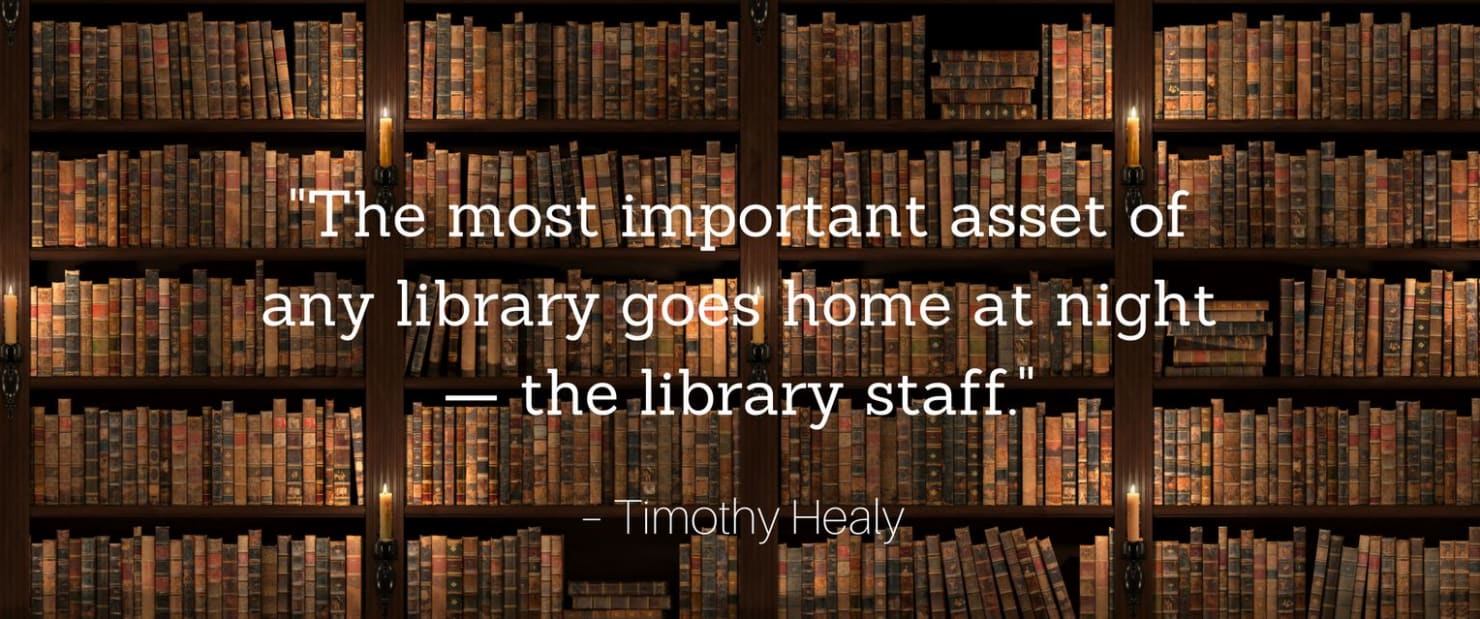 "The most important asset of
any library goes home at night
— the library staff."
– Timothy Healy